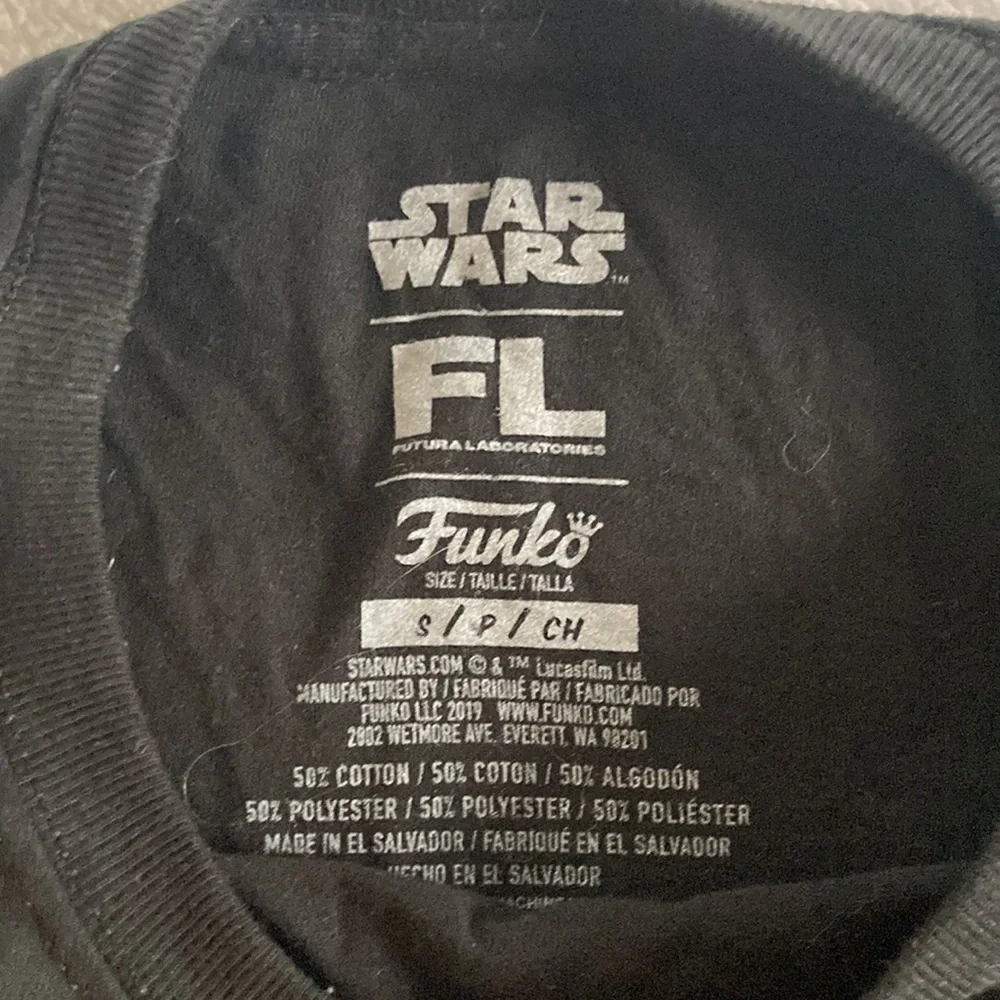 STAR
WARS™
FL
FUTURA LABORATORIES
Funko
SIZE / TAILLE / TALLA
S / P / CH
STARWARS.COM © & ™ Lucasfilm Ltd.
MANUFACTURED BY / FABRIQUÉ PAR / FABRICADO POR
FUNKO LLC 2019 WWW.FUNKO.COM
2802 WETMORE AVE. EVERETT, WA 98201
50% COTTON / 50% COTON / 50% ALGODÓN
50% POLYESTER / 50% POLYESTER / 50% POLIÉSTER
MADE IN EL SALVADOR / FABRIQUÉ EN EL SALVADOR
HECHO EN EL SALVADOR